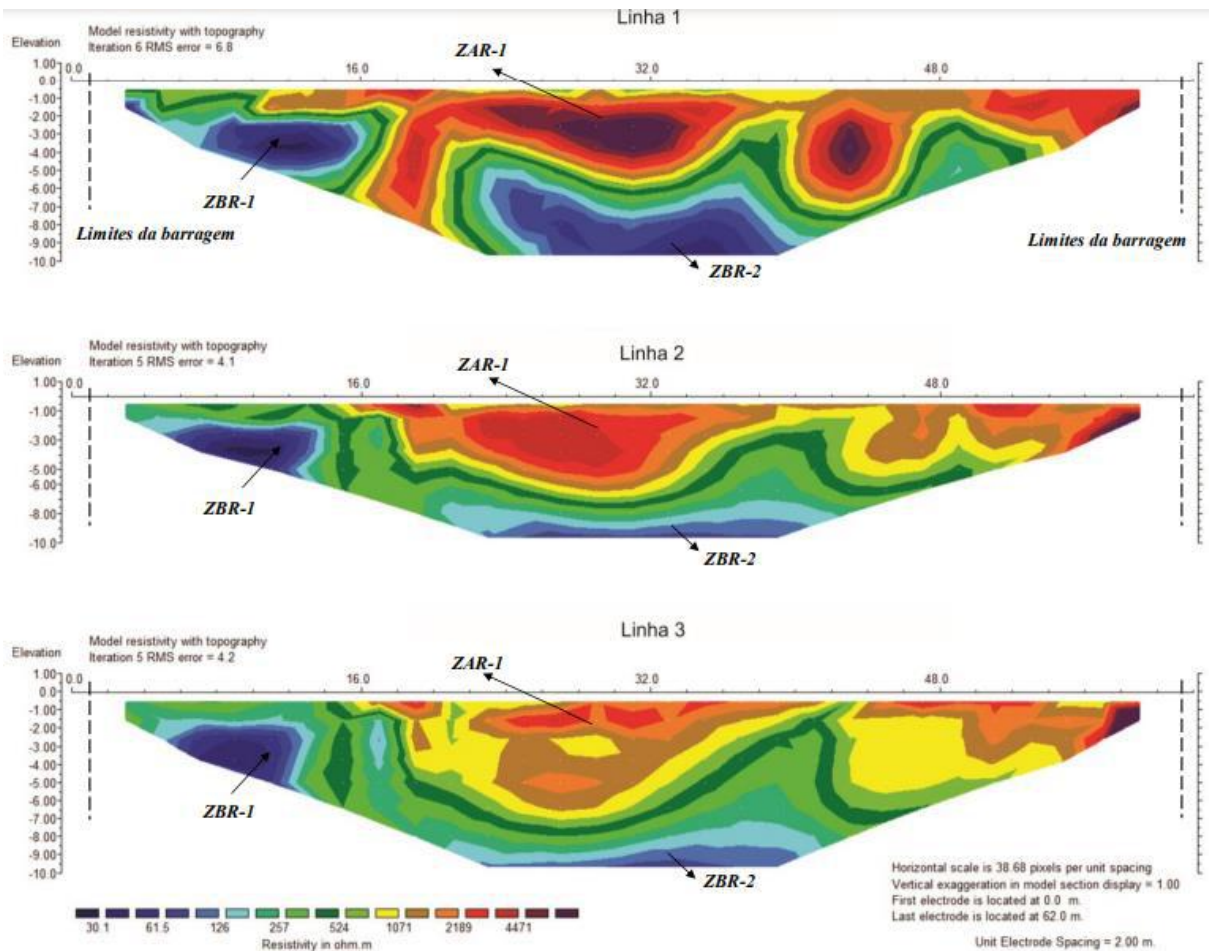 Linha 1
Model resistivity with topography
Elevation Iteration 6 RMS error = 6.8
ZAR-1
1.00 0.0 16.0 32.0 48.0
0.0
-1.00
-2.00
-3.00
-4.00
-5.00
-6.00
-7.00
-8.00
-9.00
-10.0
ZBR-1
Limites da barragem
Limites da barragem
ZBR-2
Model resistivity with topography
Elevation Iteration 5 RMS error = 4.1
Linha 2
ZAR-1
1.00 0.0 16.0 32.0 48.0
0.0
-1.00
-3.00
-5.00
-6.00
-8.00
-10.0
ZBR-1
ZBR-2
Linha 3
Model resistivity with topography
Elevation Iteration 5 RMS error = 4.2
ZAR-1
1.00 0.0 16.0 32.0 48.0
0.0
-1.00
-2.00
-3.00
-4.00
-5.00
-6.00
-7.00
-8.00
-9.00
-10.0
ZBR-1
ZBR-2
Horizontal scale is 38.68 pixels per unit spacing
Vertical exaggeration in model section display = 1.00
First electrode is located at 0.0 m.
Last electrode is located at 62.0 m.
Unit Electrode Spacing = 2.00 m
30.1 61.5 126 257 524 1071 2189 4471
Resistivity in ohm.m